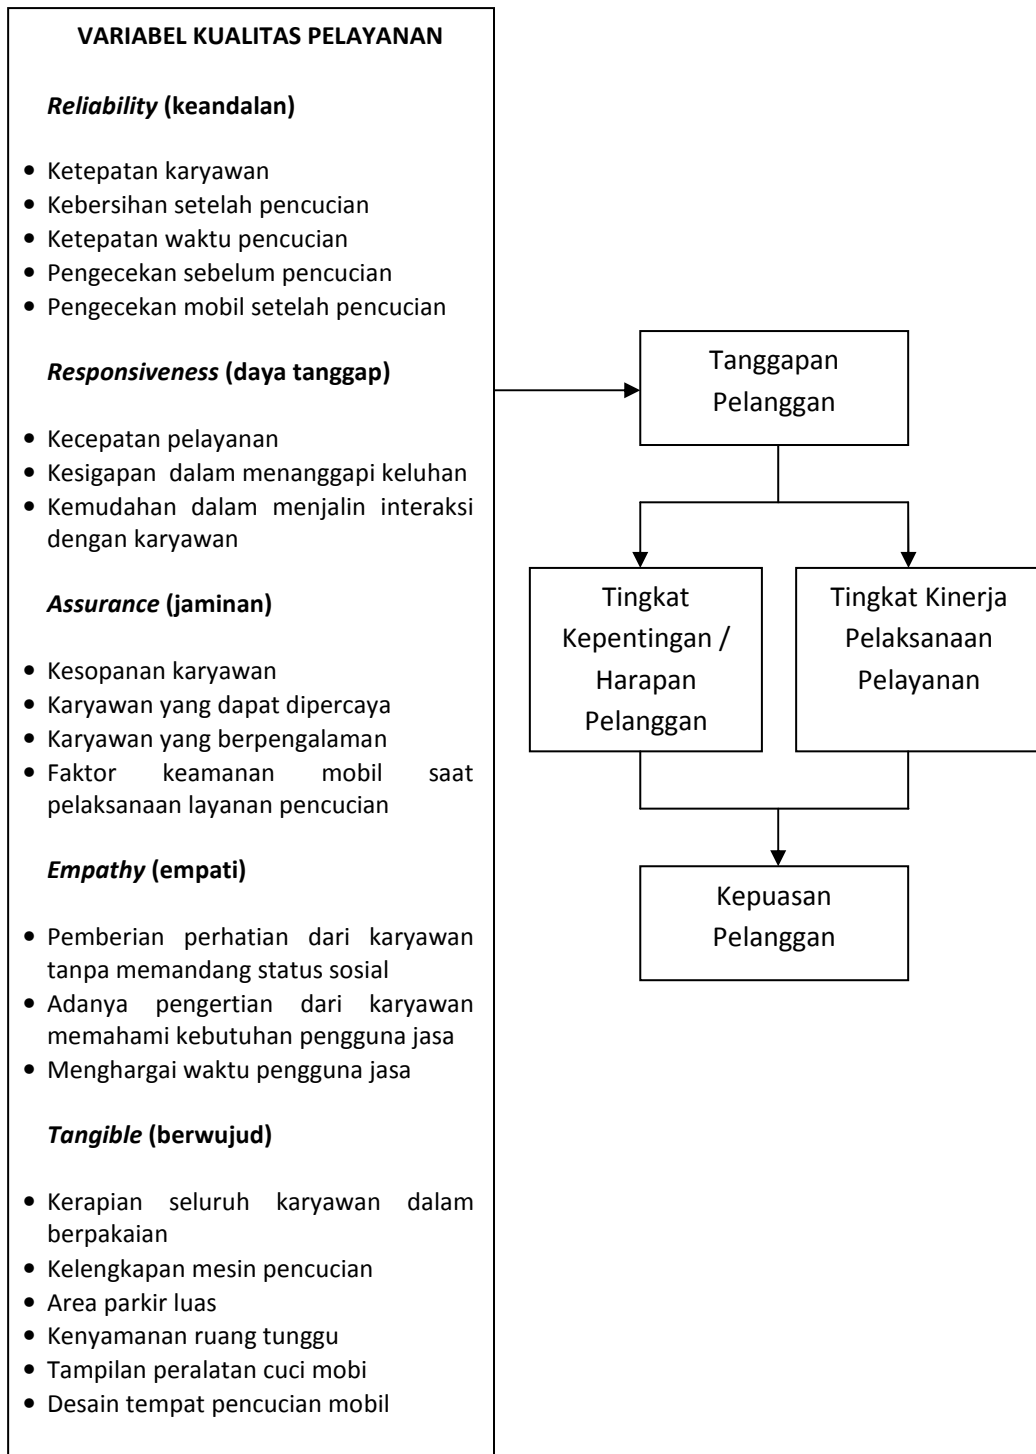 VARIABEL KUALITAS PELAYANAN
Reliability (keandalan)
• Ketepatan karyawan
• Kebersihan setelah pencucian
• Ketepatan waktu pencucian
• Pengecekan sebelum pencucian
• Pengecekan mobil setelah pencucian
Responsiveness (daya tanggap)
• Kecepatan pelayanan
• Kesigapan dalam menanggapi keluhan
• Kemudahan dalam menjalin interaksi
dengan karyawan
Assurance (jaminan)
• Kesopanan karyawan
• Karyawan yang dapat dipercaya
• Karyawan yang berpengalaman
• Faktor keamanan mobil saat
pelaksanaan layanan pencucian
Empathy (empati)
• Pemberian perhatian dari karyawan
tanpa memandang status sosial
• Adanya pengertian dari karyawan
memahami kebutuhan pengguna jasa
• Menghargai waktu pengguna jasa
Tangible (berwujud)
• Kerapian seluruh karyawan dalam
berpakaian
• Kelengkapan mesin pencucian
• Area parkir luas
• Kenyamanan ruang tunggu
• Tampilan peralatan cuci mobi
• Desain tempat pencucian mobil
Tanggapan
Pelanggan
Tingkat
Kepentingan /
Harapan
Pelanggan
Tingkat Kinerja
Pelaksanaan
Pelayanan
Kepuasan
Pelanggan